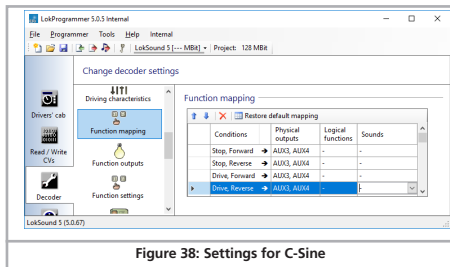 LokProgrammer 5.0.5 Internal
File Programmer Tools Help Internal
LokSound 5 [--- MBit] Project: 128 MBit
Change decoder settings
Drivers' cab
Read / Write CVs
Decoder
Driving characteristics
Function mapping
Function outputs
Function settings
Function mapping
Restore default mapping
Conditions Physical outputs Logical functions Sounds
Stop, Forward → AUX3, AUX4 - -
Stop, Reverse → AUX3, AUX4 - -
Drive, Forward → AUX3, AUX4 - -
Drive, Reverse → AUX3, AUX4 - -
LokSound 5 (5.0.67)
Figure 38: Settings for C-Sine